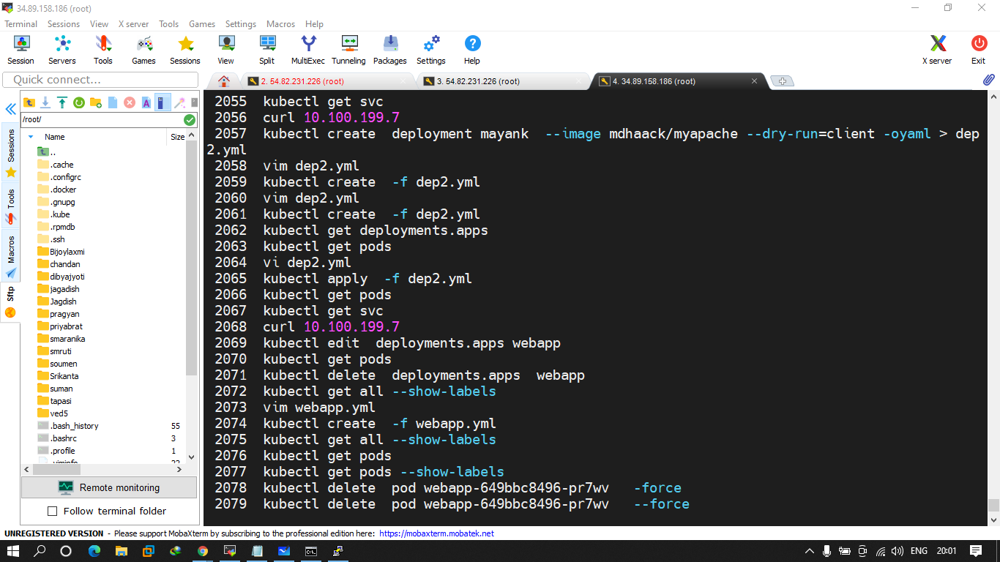 34.89.158.186 (root)
Terminal Sessions View X server Tools Games Settings Macros Help
Session Servers Tools Games Sessions View Split MultiExec Tunneling Packages Settings Help X server Exit
Quick connect...
2. 54.82.231.226 (root)
3. 54.82.231.226 (root)
4. 34.89.158.186 (root)
Sessions
Tools
Macros
Sftp
/root/
Name Size
..
.cache
.configrc
.docker
.gnupg
.kube
.rpmdb
.ssh
Bijoylaxmi
chandan
dibyajyoti
jagadish
Jagdish
pragyan
priyabrat
smaranika
smruti
soumen
Srikanta
suman
tapasi
ved5
.bash_history 55
.bashrc 3
.profile 1
.viminfo 22
Remote monitoring
Follow terminal folder
2055 kubectl get svc
2056 curl 10.100.199.7
2057 kubectl create deployment mayank --image mdhaack/myapache --dry-run=client -oyaml > dep
2.yml
2058 vim dep2.yml
2059 kubectl create -f dep2.yml
2060 vim dep2.yml
2061 kubectl create -f dep2.yml
2062 kubectl get deployments.apps
2063 kubectl get pods
2064 vi dep2.yml
2065 kubectl apply -f dep2.yml
2066 kubectl get pods
2067 kubectl get svc
2068 curl 10.100.199.7
2069 kubectl edit deployments.apps webapp
2070 kubectl get pods
2071 kubectl delete deployments.apps webapp
2072 kubectl get all --show-labels
2073 vim webapp.yml
2074 kubectl create -f webapp.yml
2075 kubectl get all --show-labels
2076 kubectl get pods
2077 kubectl get pods --show-labels
2078 kubectl delete pod webapp-649bbc8496-pr7wv -force
2079 kubectl delete pod webapp-649bbc8496-pr7wv --force
UNREGISTERED VERSION - Please support MobaXterm by subscribing to the professional edition here: https://mobaxterm.mobatek.net
ENG 20:01